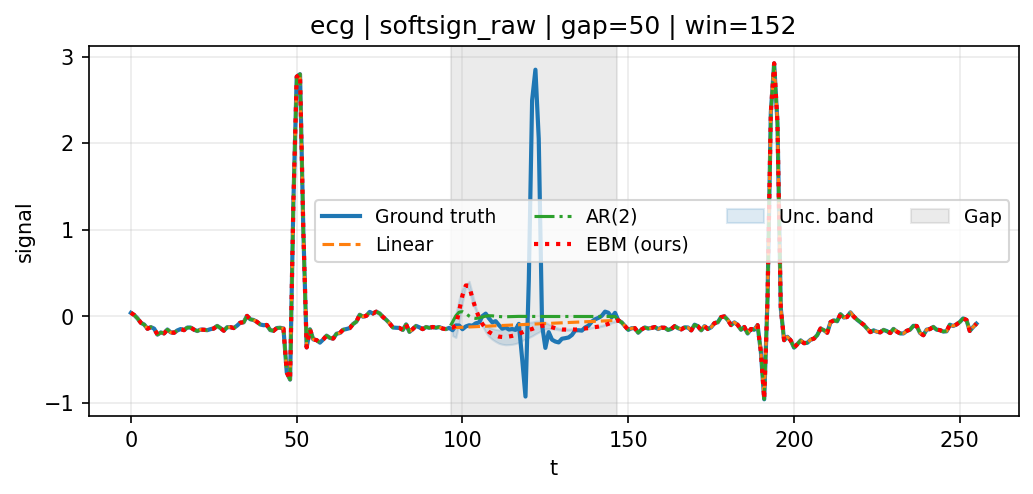 ecg | softsign_raw | gap=50 | win=152
3
2
1
0
−1
signal
Ground truth AR(2) Unc. band Gap
Linear EBM (ours)
0 50 100 150 200 250
t